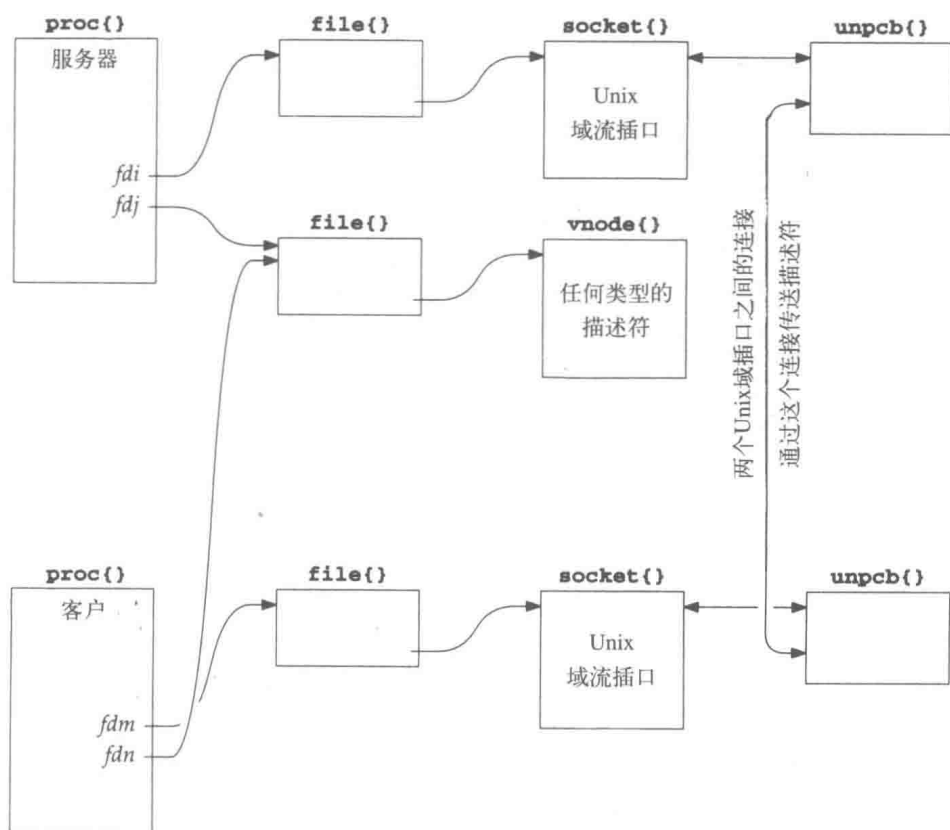 proc{}
file{}
socket{}
unpcb{}
服务器
Unix
域流插口
fdi
fdj
file{}
vnode{}
任何类型的
描述符
两个Unix域插口之间的连接
通过这个连接传送描述符
proc{}
file{}
socket{}
unpcb{}
客户
Unix
域流插口
fdm
fdn